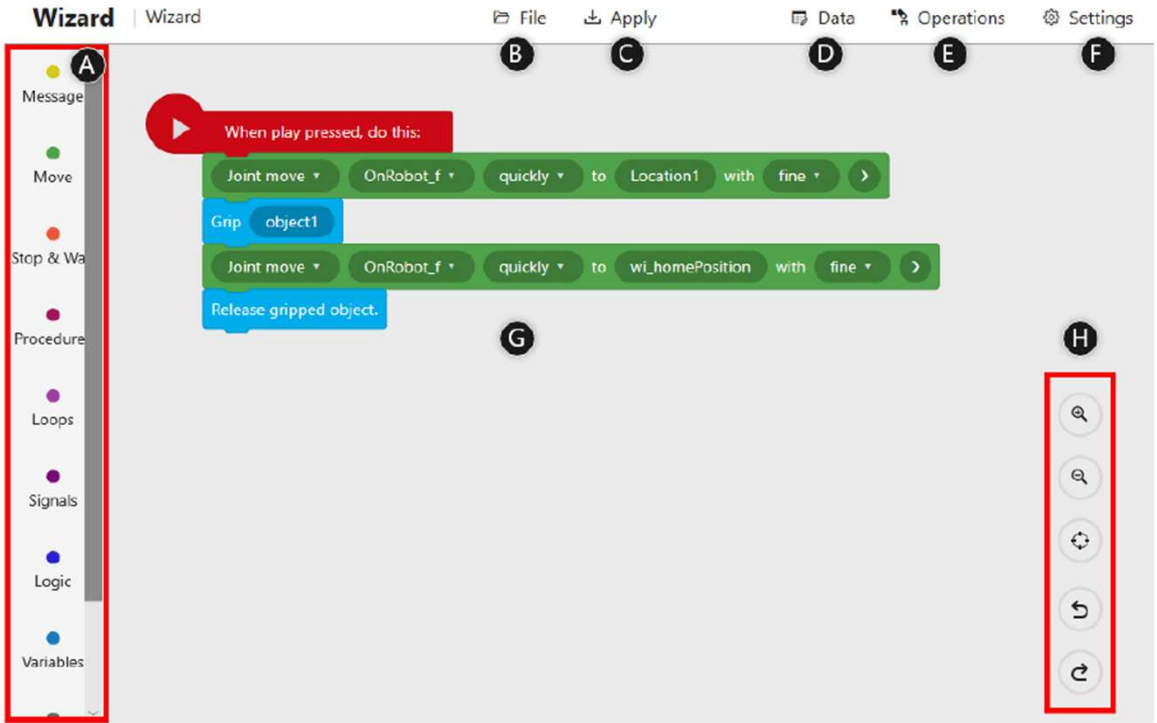 Wizard | Wizard File Apply Data Operations Settings
A B C D E F
Message
When play pressed, do this:
Move
Joint move OnRobot_f quickly to Location1 with fine
Grip object1
Stop & Wa
Joint move OnRobot_f quickly to wi_homePosition with fine
Release gripped object.
Procedure
G H
Loops
Signals
Logic
Variables